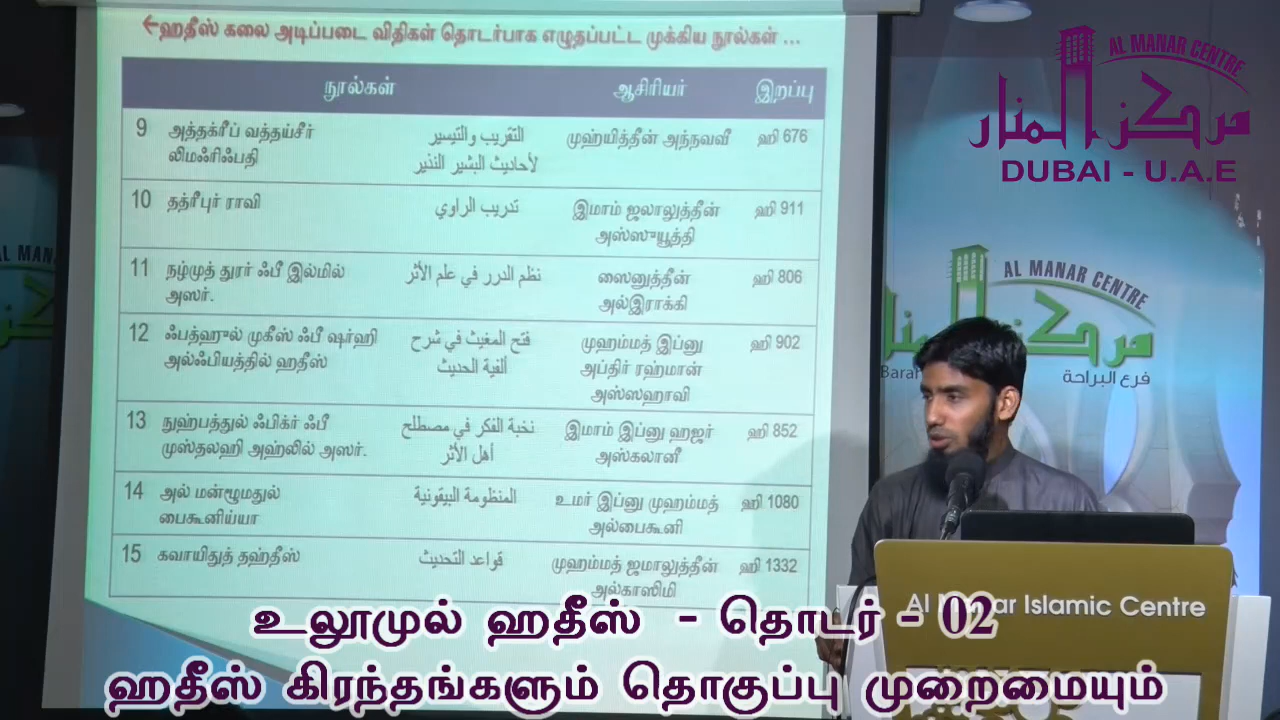 ←ஹதீஸ் கலை அடிப்படை விதிகள் தொடர்பாக எழுதப்பட்ட முக்கிய நூல்கள் ...
நூல்கள் ஆசிரியர் இறப்பு
9 அத்தக்ரீப் வத்தய்சீர் التقريب والتيسير முஹ்யித்தீன் அந்நவவீ ஹி 676
லிமஃரிஃபதி لأحاديث البشير النذير
10 தத்ரீபுர் ராவி تدريب الراوي இமாம் ஜலாலுத்தீன் ஹி 911
அஸ்ஸுயூத்தி
11 நழ்முத் துரர் ஃபீ இல்மில் نظم الدرر في علم الأثر ஸைனுத்தீன் ஹி 806
அஸர். அல்இராக்கி
12 ஃபத்ஹுல் முகீஸ் ஃபீ ஷர்ஹி فتح المغيث في شرح முஹம்மத் இப்னு ஹி 902
அல்ஃபியத்தில் ஹதீஸ் ألفية الحديث அப்திர் ரஹ்மான்
அஸ்ஸஹாவி
13 நுஹ்பத்துல் ஃபிக்ர் ஃபீ نخبة الفكر في مصطلح இமாம் இப்னு ஹஜர் ஹி 852
முஸ்தலஹி அஹ்லில் அஸர். أهل الأثر அஸ்கலானீ
14 அல் மன்ழூமதுல் المنظومة البيقونية உமர் இப்னு முஹம்மத் ஹி 1080
பைகூனிய்யா அல்பைகூனி
15 கவாயிதுத் தஹ்தீஸ் قواعد التحديث முஹம்மத் ஜமாலுத்தீன் ஹி 1332
அல்காஸிமி
AL MANAR CENTRE
مركز المنار
DUBAI - U.A.E
AL MANAR CENTRE
مركز المنار
فرع البراحة
Al Manar Islamic Centre
உலூமுல் ஹதீஸ் - தொடர் - 02
ஹதீஸ் கிரந்தங்களும் தொகுப்பு முறைமையும்